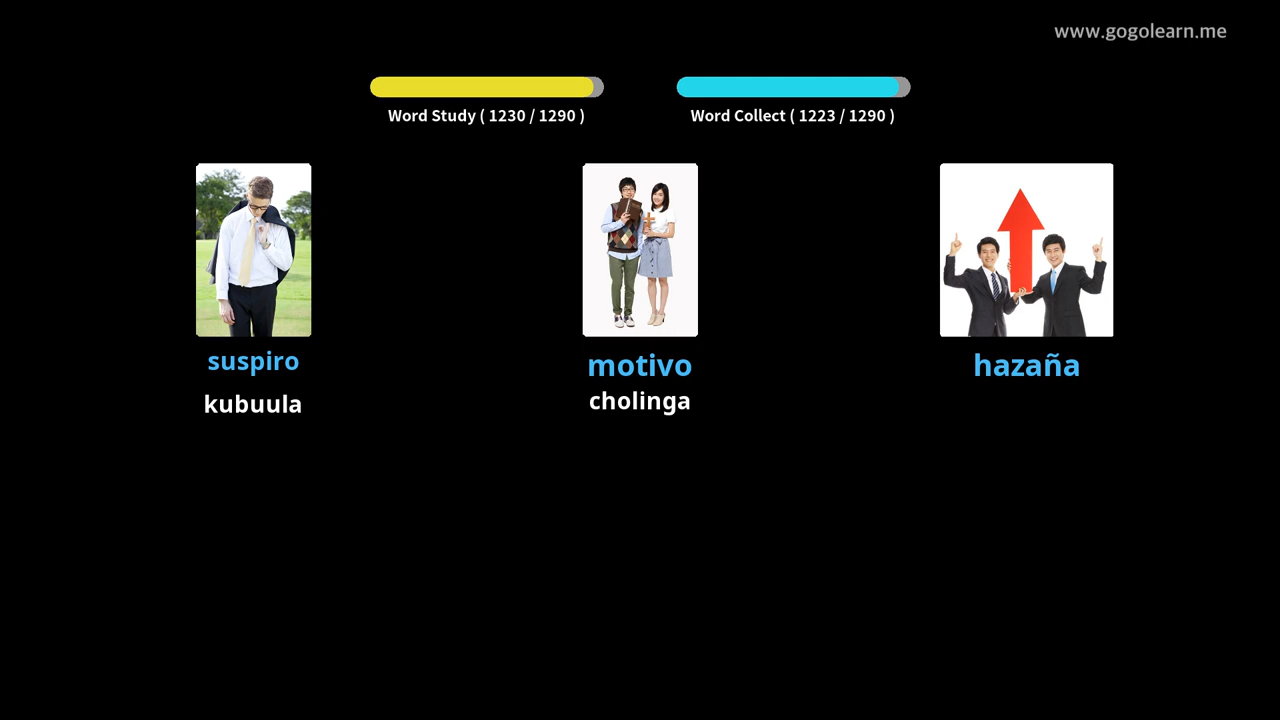 www.gogolearn.me
Word Study ( 1230 / 1290 )
Word Collect ( 1223 / 1290 )
suspiro
kubuula
motivo
cholinga
hazaña